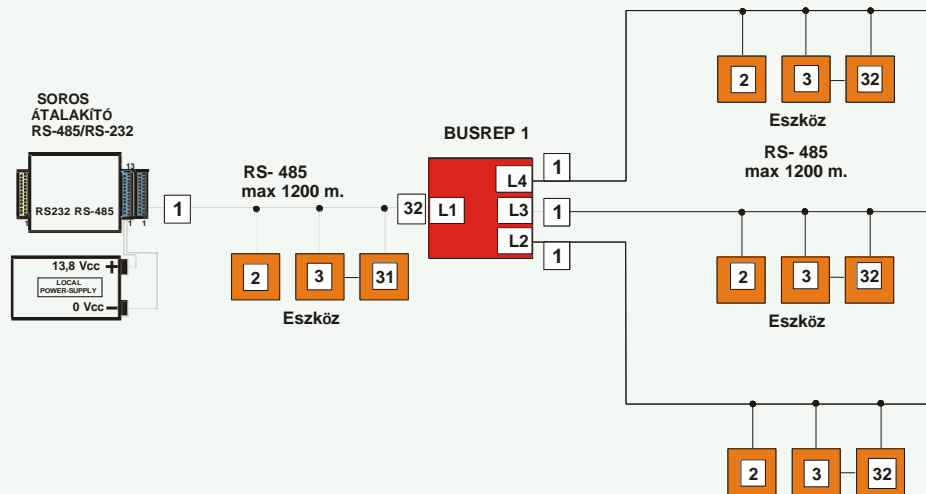 SOROS
ÁTALAKÍTÓ
RS-485/RS-232
13
RS232 RS-485
1
1
1
13,8 Vcc +
LOCAL
POWER-SUPPLY
0 Vcc −
1
RS- 485
max 1200 m.
2
3
31
Eszköz
32
BUSREP 1
L1
L4
L3
L2
1
1
1
2
3
32
Eszköz
RS- 485
max 1200 m.
2
3
32
Eszköz
2
3
32